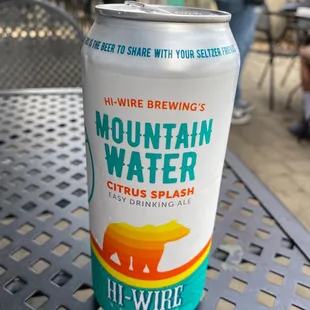 IS THE BEER TO SHARE WITH YOUR SELTZER
HI-WIRE BREWING'S
MOUNTAIN
WATER
CITRUS SPLASH
EASY DRINKING ALE
HI-WIRE